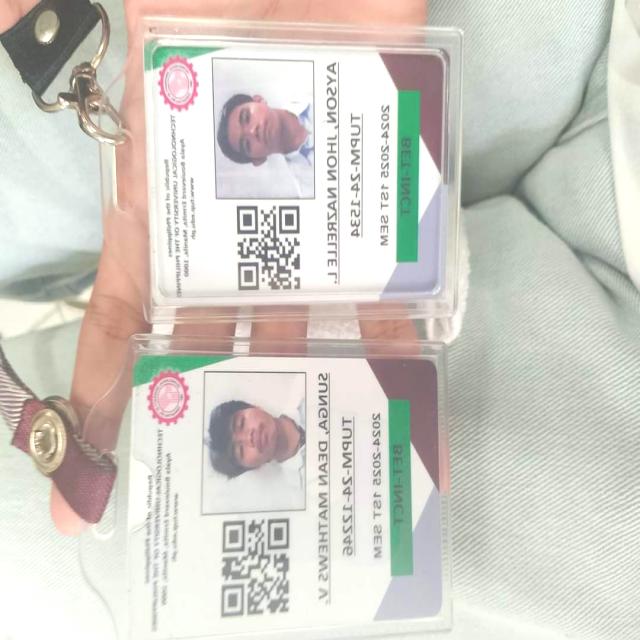 Republic of the Philippines
TECHNOLOGICAL UNIVERSITY OF THE PHILIPPINES
Ayala Boulevard Ermita, Manila, 1000
www.tup.edu.ph
AYSON, JHON L.
TUPM-24-1534
2024-2025 1ST SEM
BET-INCT
Republic of the Philippines
TECHNOLOGICAL UNIVERSITY OF THE PHILIPPINES
Ayala Boulevard Ermita, Manila, 1000
www.tup.edu.ph
SUNGA, DEAN MATHEWS V.
TUPM-24-12246
2024-2025 1ST SEM
BET-INCT